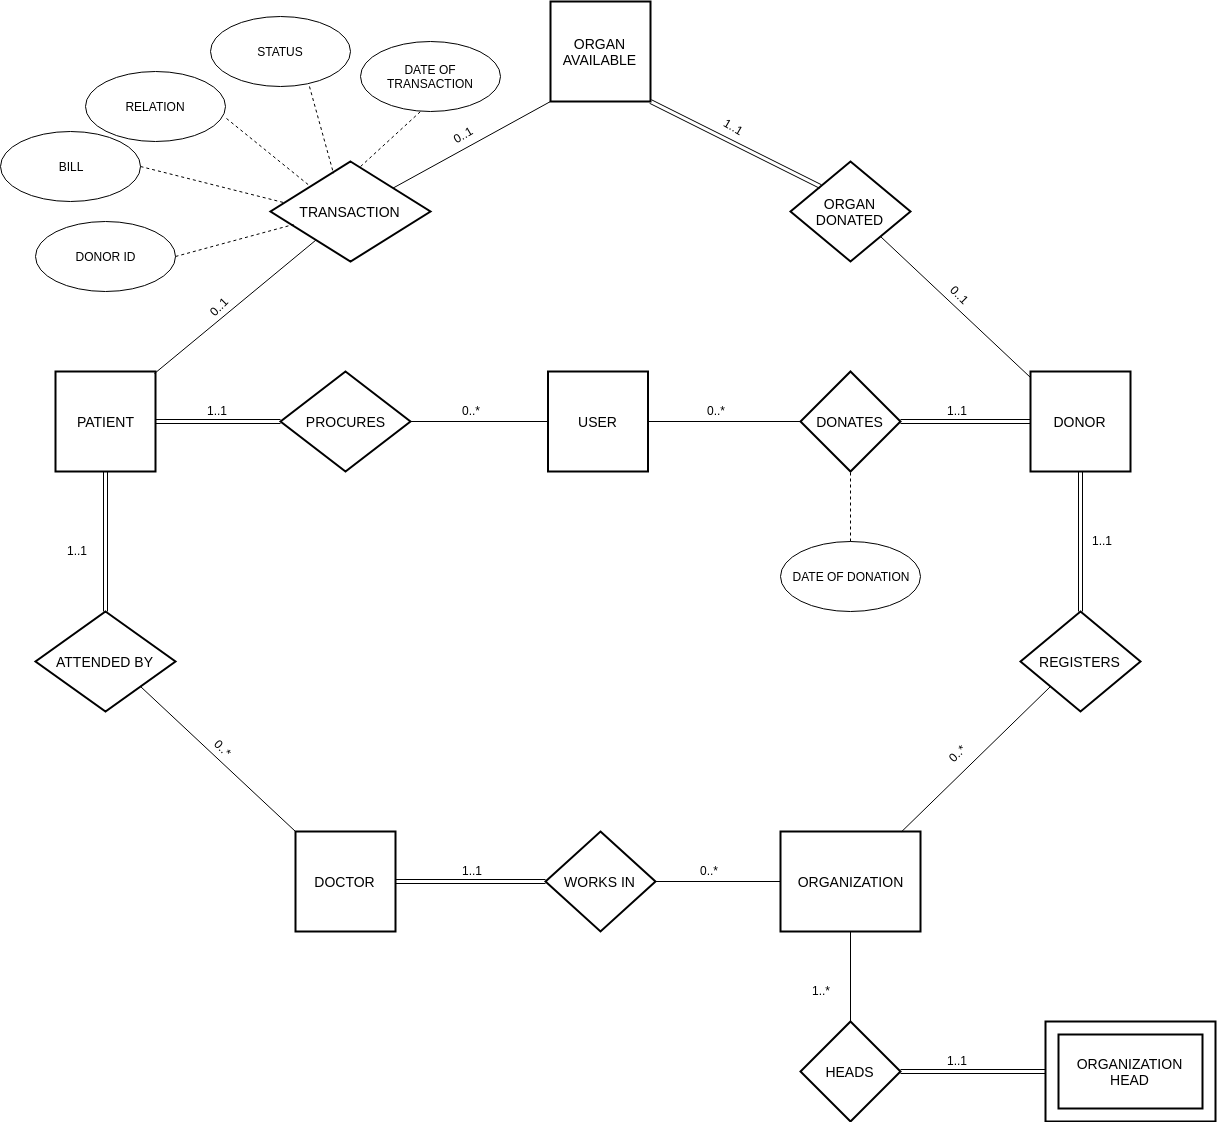 ORGAN
AVAILABLE
STATUS
DATE OF
TRANSACTION
RELATION
BILL
DONOR ID
TRANSACTION
0..1
1..1
ORGAN
DONATED
0..1
0..1
PATIENT
1..1
PROCURES
0..*
USER
0..*
DONATES
1..1
DONOR
1..1
1..1
DATE OF DONATION
ATTENDED BY
REGISTERS
0..*
0..*
DOCTOR
1..1
WORKS IN
0..*
ORGANIZATION
1..*
HEADS
1..1
ORGANIZATION
HEAD